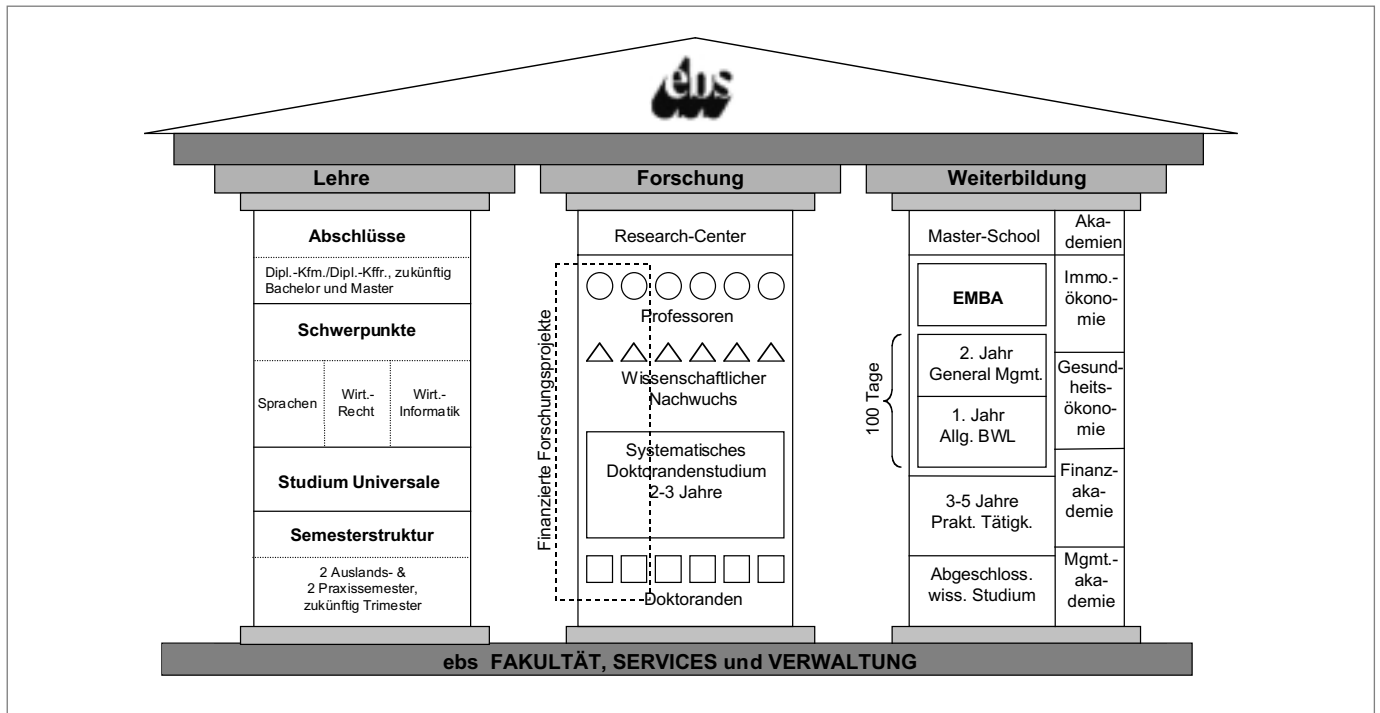 ebs
Lehre
Abschlüsse
Dipl.-Kfm./Dipl.-Kffr., zukünftig
Bachelor und Master
Schwerpunkte
Sprachen
Wirt.-
Recht
Wirt.-
Informatik
Studium Universale
Semesterstruktur
2 Auslands- &
2 Praxissemester,
zukünftig Trimester
Forschung
Research-Center
Finanzierte Forschungsprojekte
Professoren
Wissenschaftlicher
Nachwuchs
Systematisches
Doktorandenstudium
2-3 Jahre
Doktoranden
Weiterbildung
Master-School
EMBA
100 Tage
2. Jahr
General Mgmt.
1. Jahr
Allg. BWL
3-5 Jahre
Prakt. Tätigk.
Abgeschloss.
wiss. Studium
Aka-
demien
Immo.-
ökono-
mie
Gesund-
heits-
ökono-
mie
Finanz-
aka-
demie
Mgmt.-
aka-
demie
ebs FAKULTÄT, SERVICES und VERWALTUNG